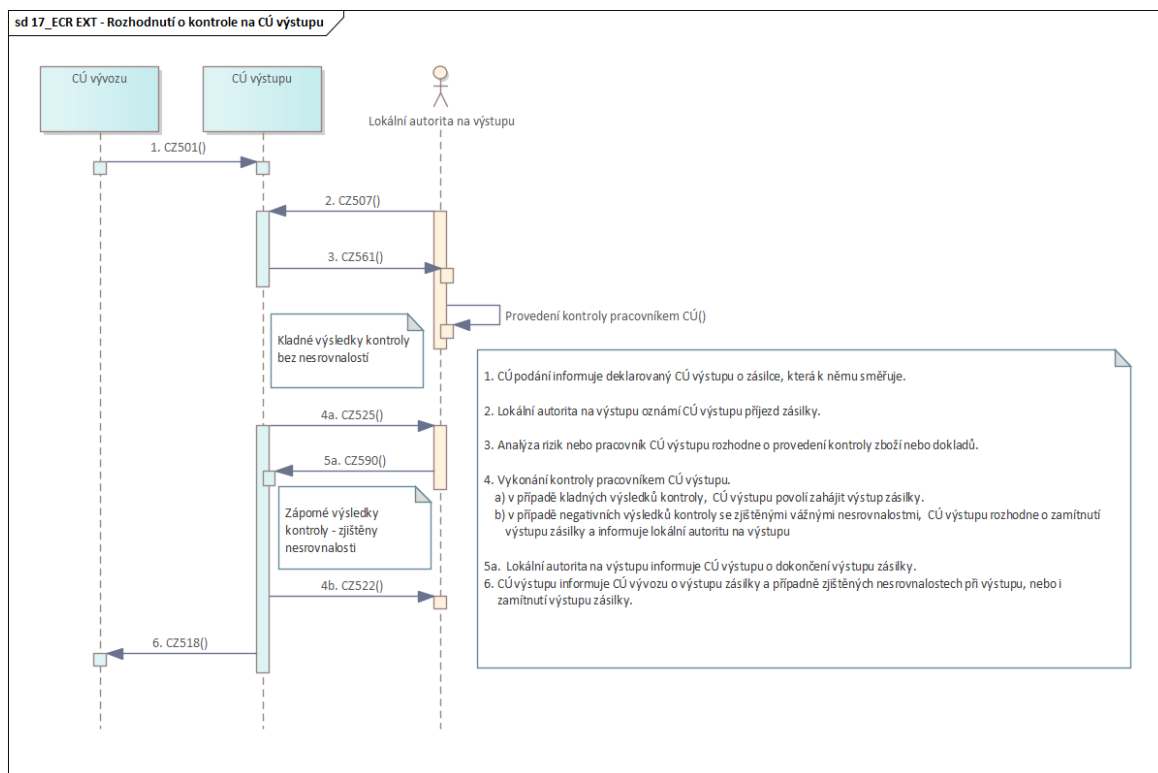 sd 17_ECR EXT - Rozhodnutí o kontrole na CÚ výstupu
CÚ vývozu
CÚ výstupu
Lokální autorita na výstupu
1. CZ501()
2. CZ507()
3. CZ561()
Provedení kontroly pracovníkem CÚ()
Kladné výsledky kontroly
bez nesrovnalostí
1. CÚ podání informuje deklarovaný CÚ výstupu o zásilce, která k němu směřuje.
2. Lokální autorita na výstupu oznámí CÚ výstupu příjezd zásilky.
3. Analýza rizik nebo pracovník CÚ výstupu rozhodne o provedení kontroly zboží nebo dokladů.
4. Vykonání kontroly pracovníkem CÚ výstupu.
a) v případě kladných výsledků kontroly, CÚ výstupu povolí zahájit výstup zásilky.
b) v případě negativních výsledků kontroly se zjištěnými vážnými nesrovnalostmi, CÚ výstupu rozhodne o zamítnutí
výstupu zásilky a informuje lokální autoritu na výstupu
5a. Lokální autorita na výstupu informuje CÚ výstupu o dokončení výstupu zásilky.
6. CÚ výstupu informuje CÚ vývozu o výstupu zásilky a případně zjištěných nesrovnalostech při výstupu, nebo i
zamítnutí výstupu zásilky.
4a. CZ525()
5a. CZ590()
Záporné výsledky
kontroly - zjištěny
nesrovnalosti
4b. CZ522()
6. CZ518()